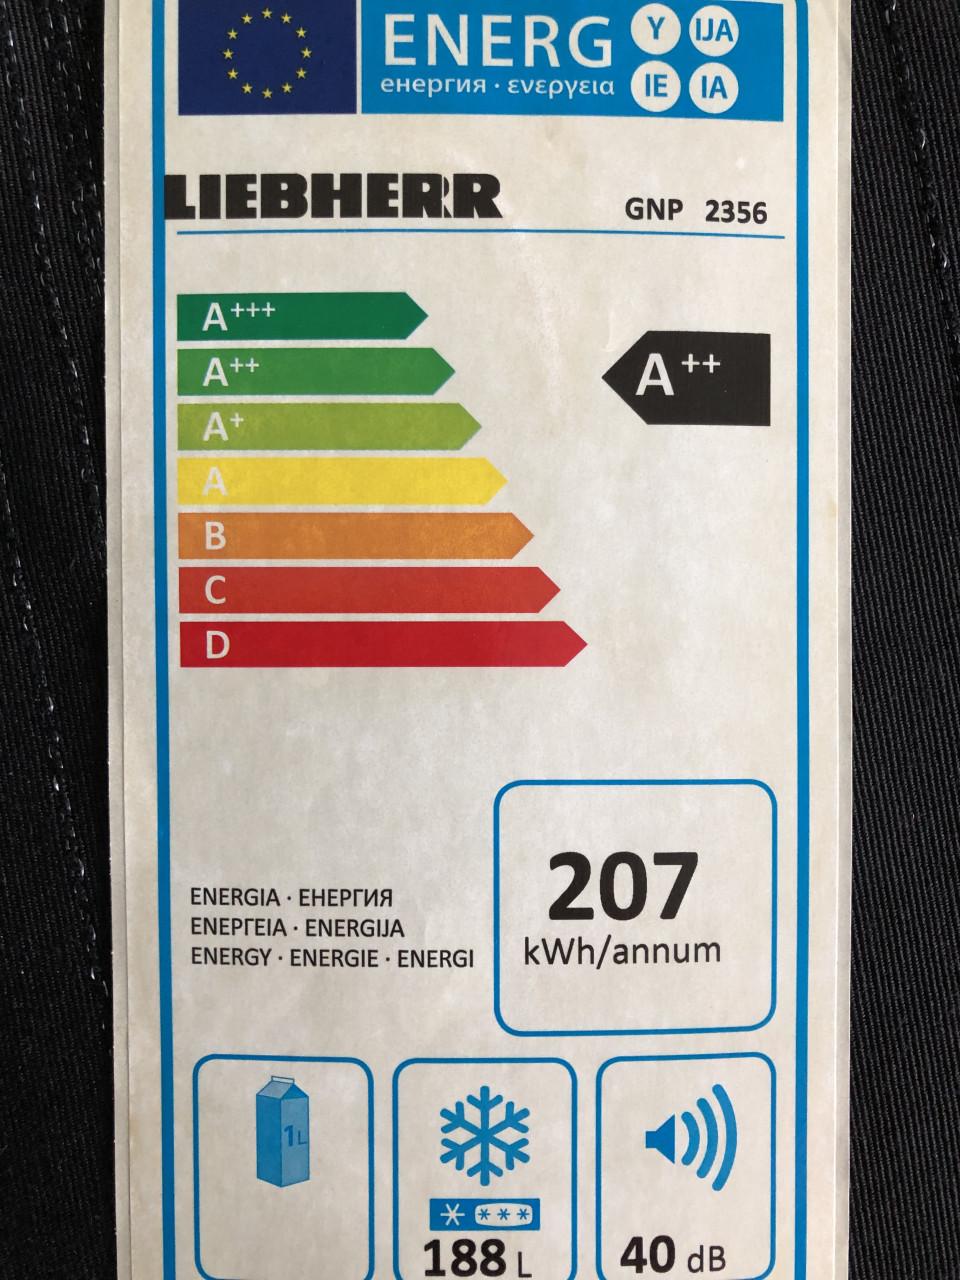 ENERG Y IJA
енергия · ενεργεια IE IA
LIEBHERR
GNP 2356
A+++
A++
A++
A+
A
B
C
D
207
kWh/annum
ENERGIA · ЕНЕРГИЯ
ΕΝΕΡΓΕΙΑ · ENERGIJA
ENERGY · ENERGIE · ENERGI
1L
188 L
40 dB